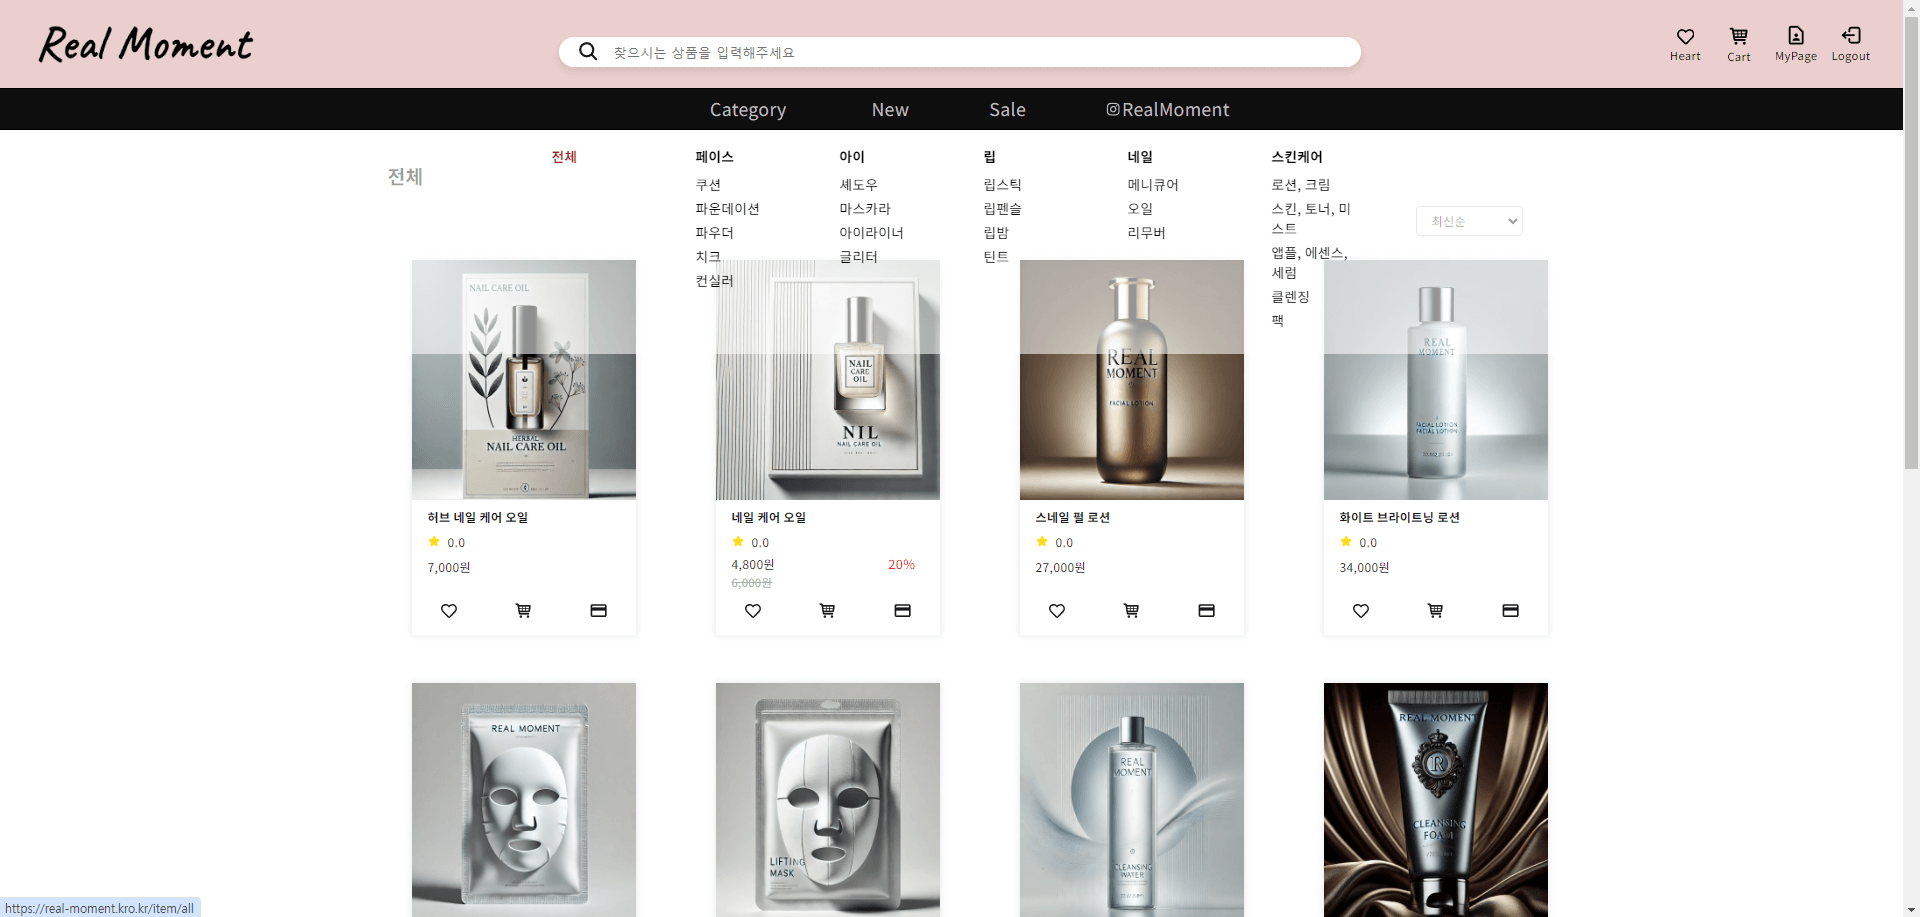 Real Moment
찾으시는 상품을 입력해주세요
Heart
Cart
MyPage
Logout
Category
New
Sale
RealMoment
전체
전체
페이스
쿠션
파운데이션
파우더
치크
컨실러
아이
셰도우
마스카라
아이라이너
글리터
립
립스틱
립펜슬
립밤
틴트
네일
메니큐어
오일
리무버
스킨케어
로션, 크림
스킨, 토너, 미
스트
앱플, 에센스,
세럼
클렌징
팩
최신순
NAIL CARE OIL
HERBAL
NAIL CARE OIL
허브 네일 케어 오일
0.0
7,000원
NAIL
CARE
OIL
NIL
NAIL CARE OIL
네일 케어 오일
0.0
4,800원
20%
6,000원
REAL
MOMENT
FACIAL LOTION
스네일 펄 로션
0.0
27,000원
REAL
MOMENT
FACIAL LOTION
FACIAL LOTION
화이트 브라이트닝 로션
0.0
34,000원
REAL MOMENT
LIFTING
MASK
REAL
MOMENT
CLEANSING
WATER
REAL MOMENT
R
CLEANSING
FOAM
https://real-moment.kro.kr/item/all